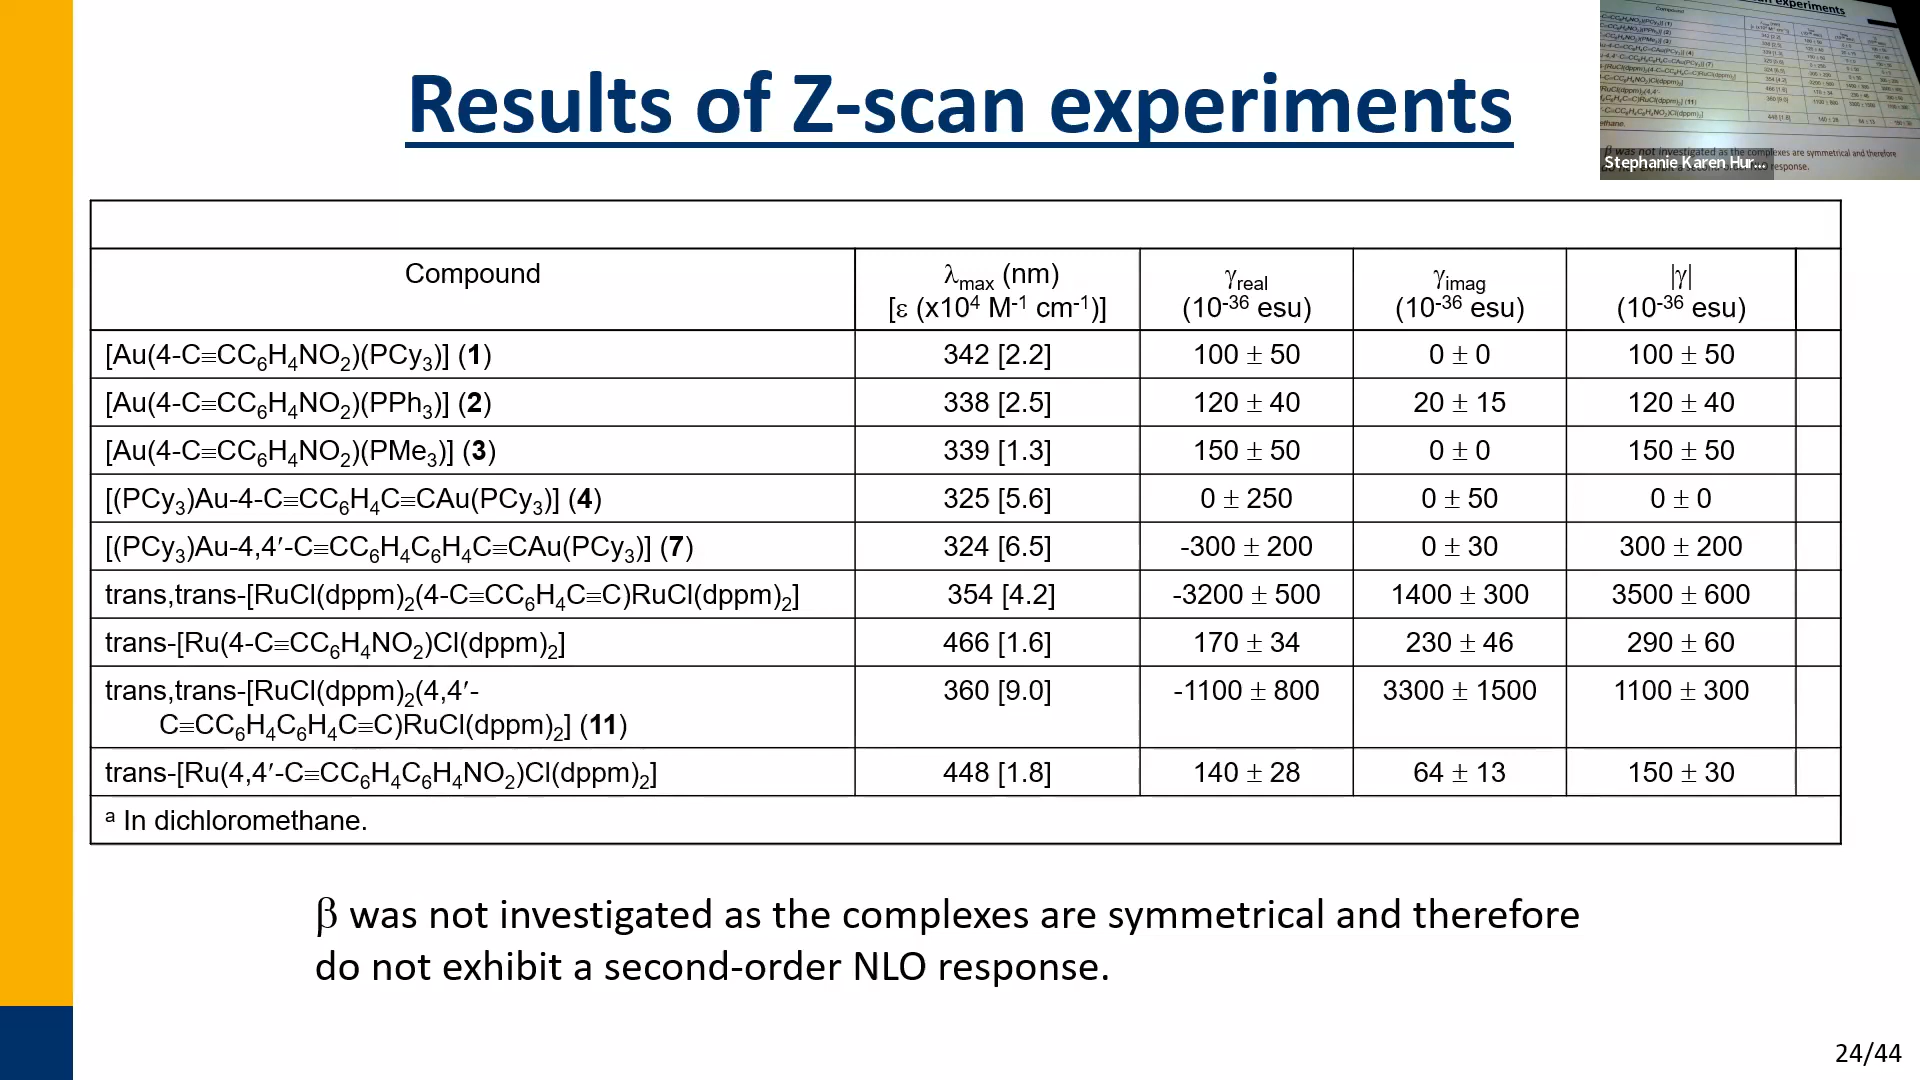 Results of Z-scan experiments
Compound
λmax (nm)
[ε (x10⁴ M⁻¹ cm⁻¹)]
γreal
(10⁻³⁶ esu)
γimag
(10⁻³⁶ esu)
|γ|
(10⁻³⁶ esu)
[Au(4-C≡CC₆H₄NO₂)(PCy₃)] (1) 342 [2.2] 100 ± 50 0 ± 0 100 ± 50
[Au(4-C≡CC₆H₄NO₂)(PPh₃)] (2) 338 [2.5] 120 ± 40 20 ± 15 120 ± 40
[Au(4-C≡CC₆H₄NO₂)(PMe₃)] (3) 339 [1.3] 150 ± 50 0 ± 0 150 ± 50
[(PCy₃)Au-4-C≡CC₆H₄C≡CAu(PCy₃)] (4) 325 [5.6] 0 ± 250 0 ± 50 0 ± 0
[(PCy₃)Au-4,4′-C≡CC₆H₄C₆H₄C≡CAu(PCy₃)] (7) 324 [6.5] -300 ± 200 0 ± 30 300 ± 200
trans,trans-[RuCl(dppm)₂(4-C≡CC₆H₄C≡C)RuCl(dppm)₂] 354 [4.2] -3200 ± 500 1400 ± 300 3500 ± 600
trans-[Ru(4-C≡CC₆H₄NO₂)Cl(dppm)₂] 466 [1.6] 170 ± 34 230 ± 46 290 ± 60
trans,trans-[RuCl(dppm)₂(4,4′- 360 [9.0] -1100 ± 800 3300 ± 1500 1100 ± 300
C≡CC₆H₄C₆H₄C≡C)RuCl(dppm)₂] (11)
trans-[Ru(4,4′-C≡CC₆H₄C₆H₄NO₂)Cl(dppm)₂] 448 [1.8] 140 ± 28 64 ± 13 150 ± 30
ᵃ In dichloromethane.
β was not investigated as the complexes are symmetrical and therefore
do not exhibit a second-order NLO response.
24/44
Stephanie Karen Hur...